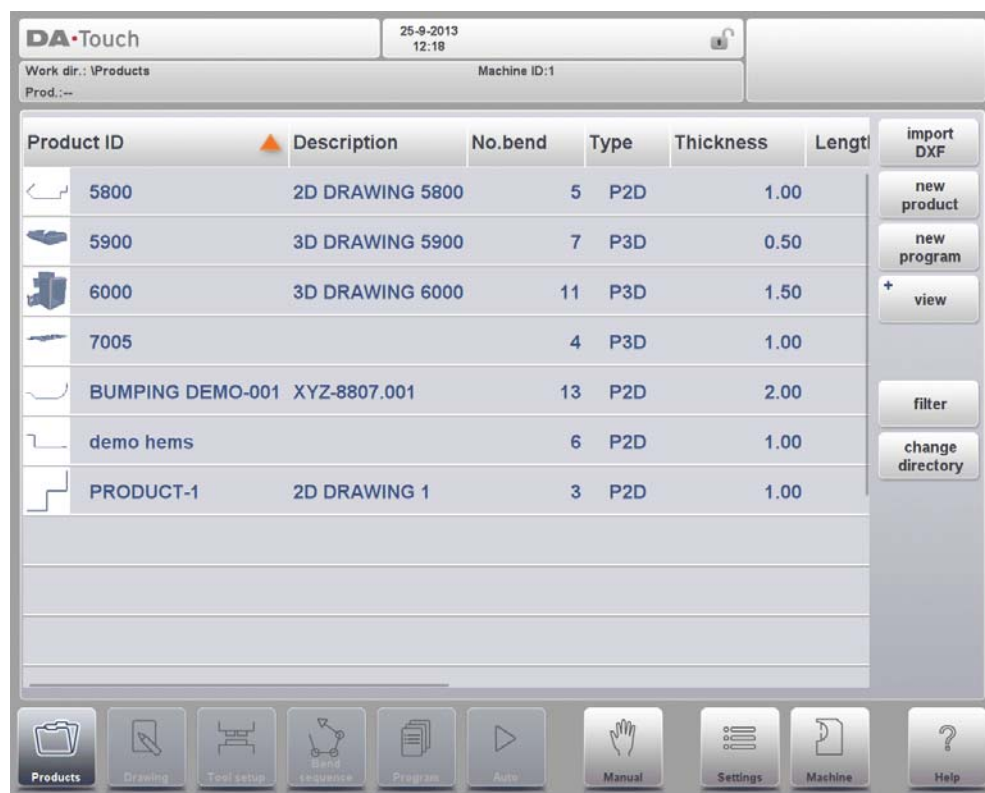 DA•Touch
25-9-2013
12:18
Work dir.: \Products
Machine ID:1
Prod.:--
Product ID Description No.bend Type Thickness Lengtl
5800 2D DRAWING 5800 5 P2D 1.00
5900 3D DRAWING 5900 7 P3D 0.50
6000 3D DRAWING 6000 11 P3D 1.50
7005 4 P3D 1.00
BUMPING DEMO-001 XYZ-8807.001 13 P2D 2.00
demo hems 6 P2D 1.00
PRODUCT-1 2D DRAWING 1 3 P2D 1.00
import
DXF
new
product
new
program
+
view
filter
change
directory
Products
Drawing
Tool setup
Bend
sequence
Program
Auto
Manual
Settings
Machine
?
Help